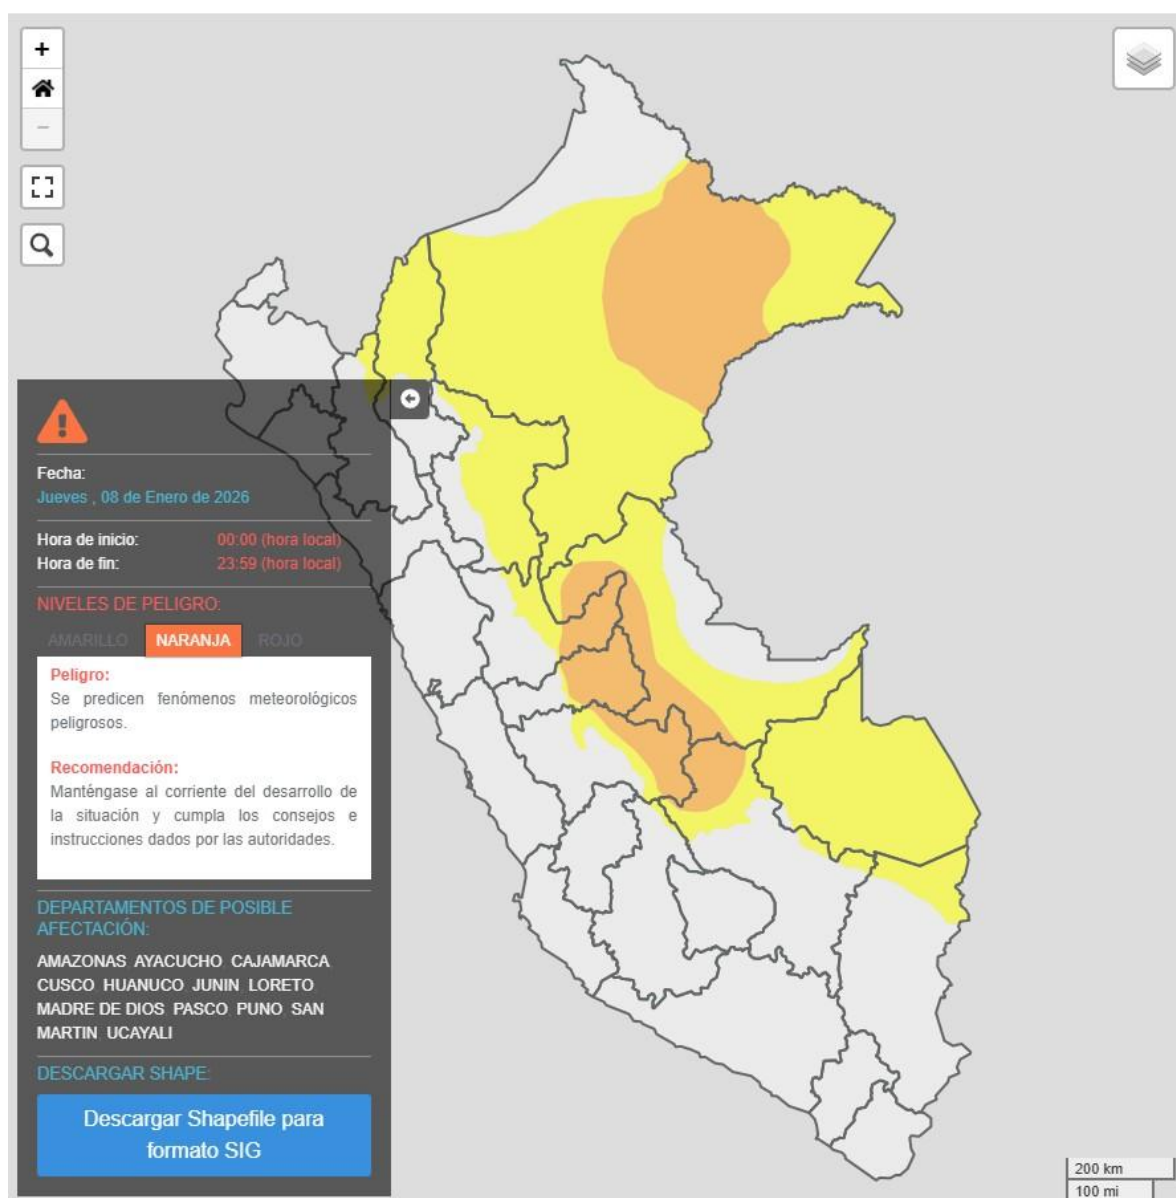 +
−
Fecha:
Jueves , 08 de Enero de 2026
Hora de inicio: 00:00 (hora local)
Hora de fin: 23:59 (hora local)
NIVELES DE PELIGRO:
AMARILLO NARANJA ROJO
Peligro:
Se predicen fenómenos meteorológicos
peligrosos.
Recomendación:
Manténgase al corriente del desarrollo de
la situación y cumpla los consejos e
instrucciones dados por las autoridades.
DEPARTAMENTOS DE POSIBLE
AFECTACIÓN:
AMAZONAS AYACUCHO CAJAMARCA
CUSCO HUANUCO JUNIN LORETO
MADRE DE DIOS PASCO PUNO SAN
MARTIN UCAYALI
DESCARGAR SHAPE:
Descargar Shapefile para
formato SIG
200 km
100 mi